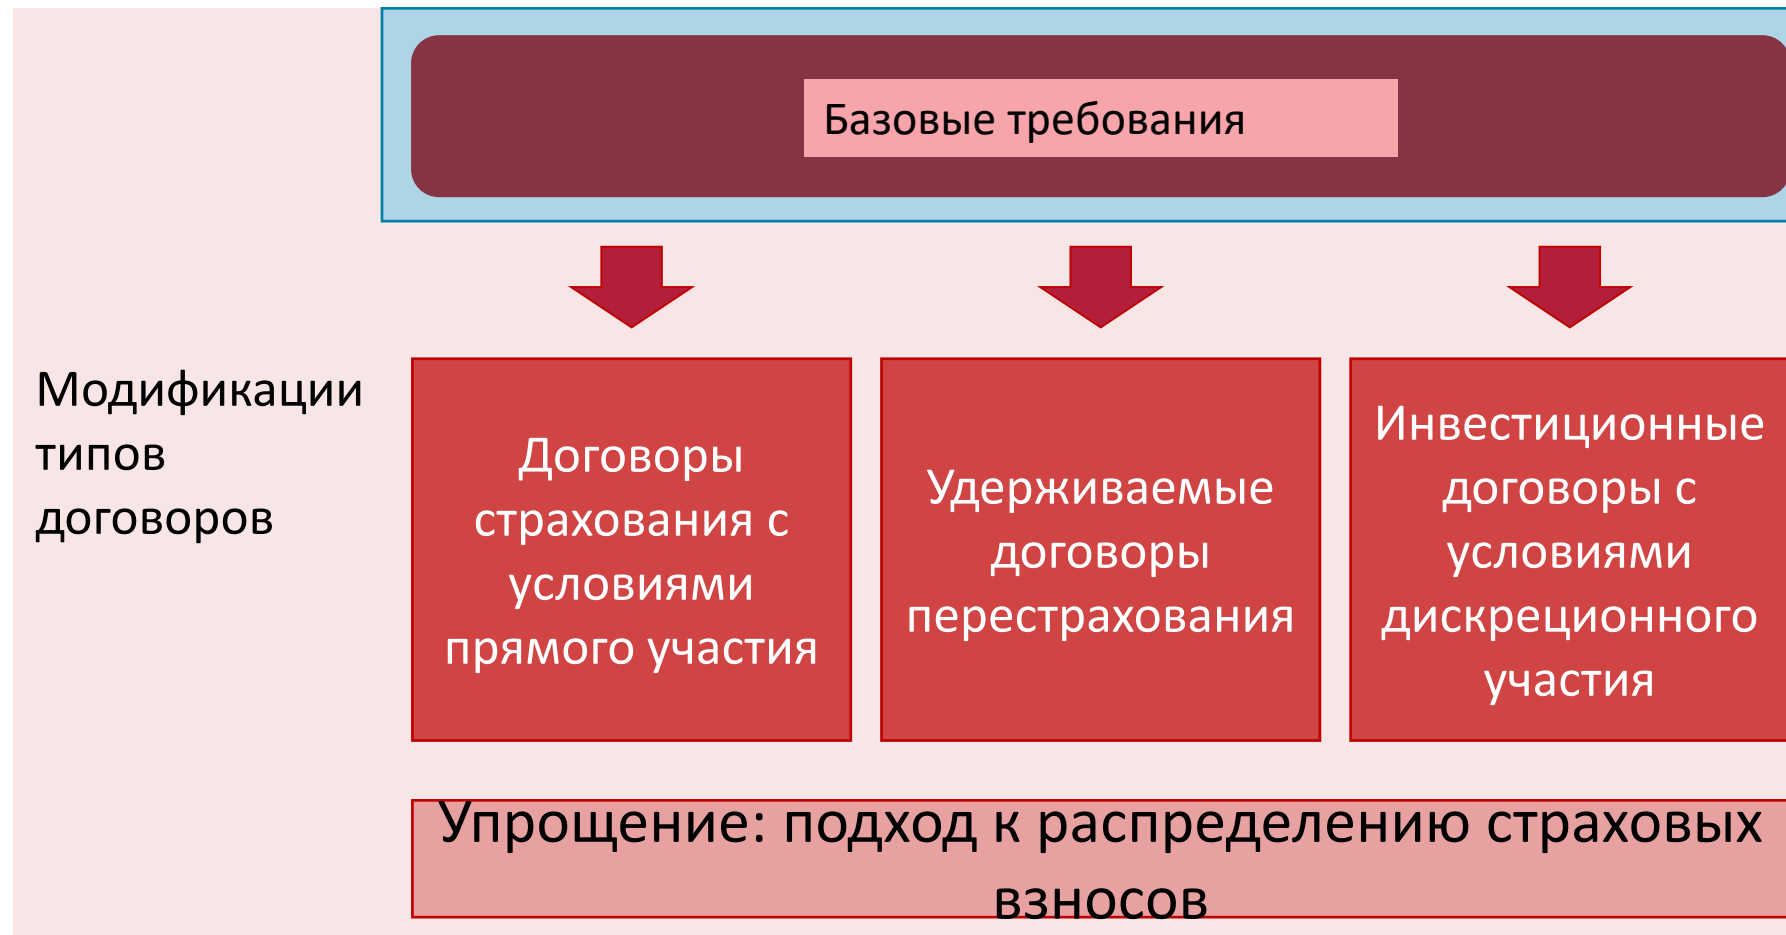 Базовые требования
Модификации
типов
договоров
Договоры
страхования с
условиями
прямого участия
Удерживаемые
договоры
перестрахования
Инвестиционные
договоры с
условиями
дискреционного
участия
Упрощение: подход к распределению страховых
взносов